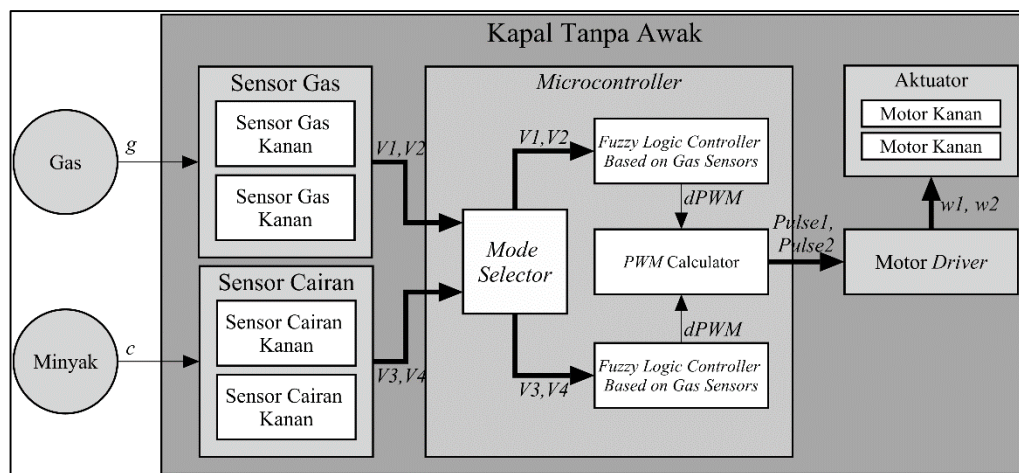 Kapal Tanpa Awak
Gas
g
Minyak
c
Sensor Gas
Sensor Gas
Kanan
Sensor Gas
Kanan
V1,V2
Sensor Cairan
Sensor Cairan
Kanan
Sensor Cairan
Kanan
V3,V4
Microcontroller
Mode
Selector
V1,V2
Fuzzy Logic Controller
Based on Gas Sensors
dPWM
PWM Calculator
dPWM
V3,V4
Fuzzy Logic Controller
Based on Gas Sensors
Pulse1,
Pulse2
Aktuator
Motor Kanan
Motor Kanan
w1, w2
Motor Driver